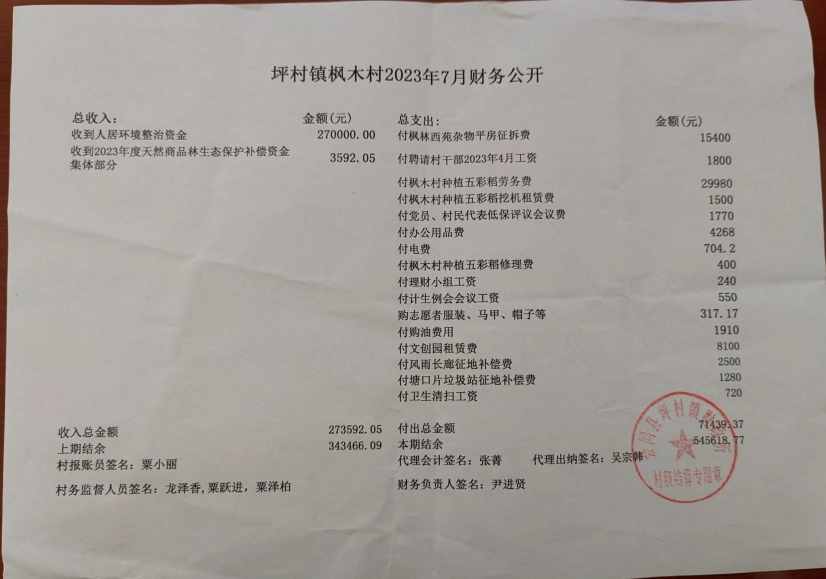 坪村镇枫木村2023年7月财务公开
总收入： 金额(元) 总支出： 金额(元)
收到人居环境整治资金 270000.00 付枫林西苑杂物平房征拆费 15400
收到2023年度天然商品林生态保护补偿资金
集体部分 3592.05 付聘请村干部2023年4月工资 1800
付枫木村种植五彩稻劳务费 29980
付枫木村种植五彩稻挖机租赁费 1500
付党员、村民代表低保评议会议费 1770
付办公用品费 4268
付电费 704.2
付枫木村种植五彩稻修理费 400
付理财小组工资 240
付计生例会会议工资 550
购志愿者服装、马甲、帽子等 317.17
付购油费用 1910
付文创园租赁费 8100
付风雨长廊征地补偿费 2500
付塘口片垃圾站征地补偿费 1280
付卫生清扫工资 720
收入总金额 273592.05 付出总金额 71439.37
上期结余 343466.09 本期结余 545618.77
村报账员签名：粟小丽 代理会计签名：张菁 代理出纳签名：吴宗韩
村务监督人员签名：龙泽香,粟跃进，粟泽柏 财务负责人签名：尹进贤
会同县坪村镇财政所